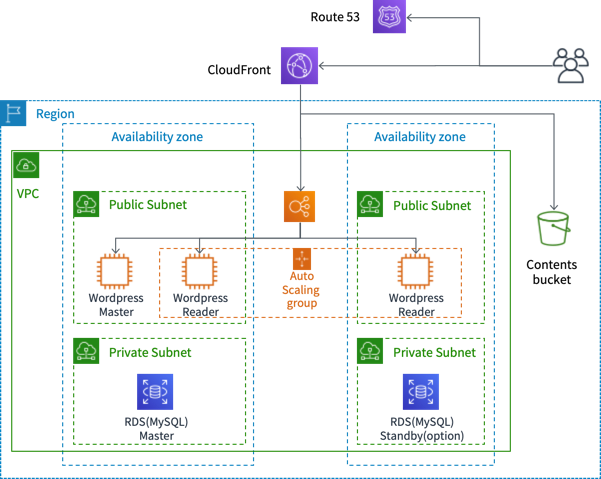 Route 53
53
CloudFront
Region
Availability zone
Availability zone
VPC
Public Subnet
Public Subnet
Contents
bucket
Auto
Scaling
group
Wordpress
Master
Wordpress
Reader
Wordpress
Reader
Private Subnet
Private Subnet
RDS(MySQL)
Master
RDS(MySQL)
Standby(option)